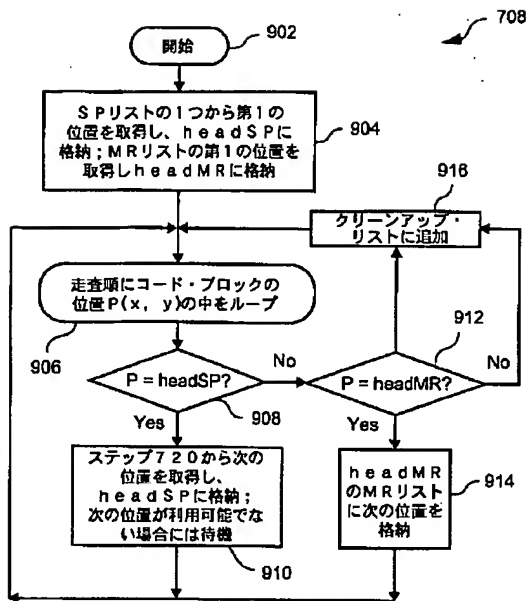 708
開始
902
SPリストの1つから第1の
位置を取得し、headSPに
格納;MRリストの第1の位置を
取得しheadMRに格納
904
916
クリーンアップ・
リストに追加
走査順にコード・ブロックの
位置P(x, y)の中をループ
906
912
P=headSP?
No
P=headMR?
No
908
Yes
Yes
ステップ720から次の
位置を取得し、
headSPに格納;
次の位置が利用可能でな
い場合には待機
910
headMR
のMRリスト
に次の位置を
格納
914